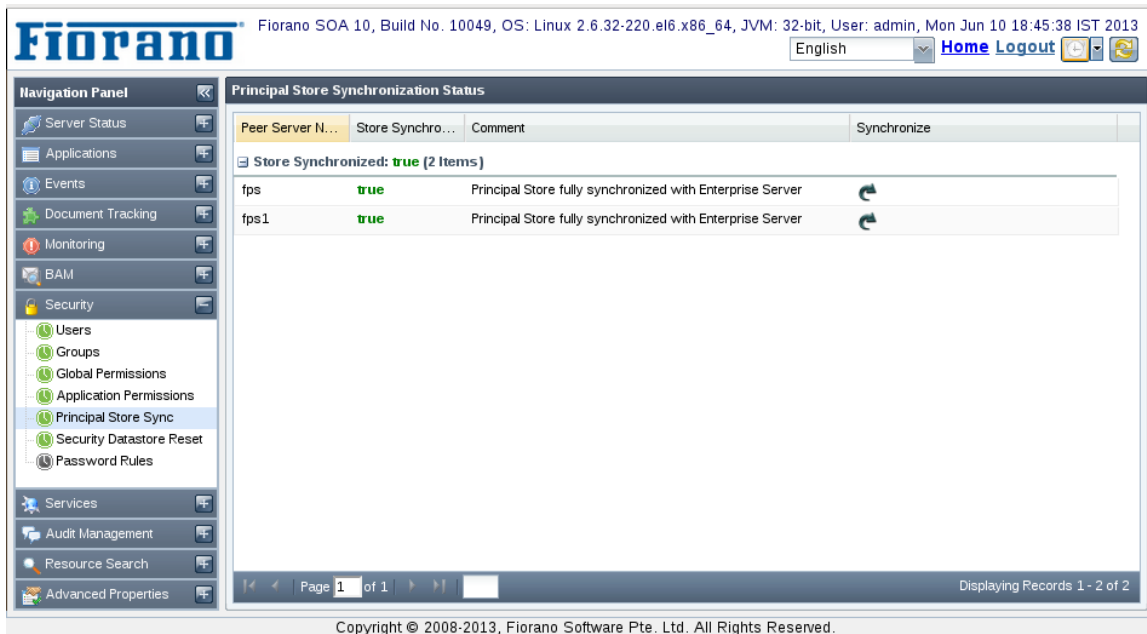 Fiorano
Fiorano SOA 10, Build No. 10049, OS: Linux 2.6.32-220.el6.x86_64, JVM: 32-bit, User: admin, Mon Jun 10 18:45:38 IST 2013
English Home Logout
Navigation Panel
Server Status
Applications
Events
Document Tracking
Monitoring
BAM
Security
Users
Groups
Global Permissions
Application Permissions
Principal Store Sync
Security Datastore Reset
Password Rules
Services
Audit Management
Resource Search
Advanced Properties
Principal Store Synchronization Status
Peer Server N... Store Synchro... Comment Synchronize
Store Synchronized: true (2 Items)
fps true Principal Store fully synchronized with Enterprise Server
fps1 true Principal Store fully synchronized with Enterprise Server
Page 1 of 1 Displaying Records 1 - 2 of 2
Copyright © 2008-2013, Fiorano Software Pte. Ltd. All Rights Reserved.